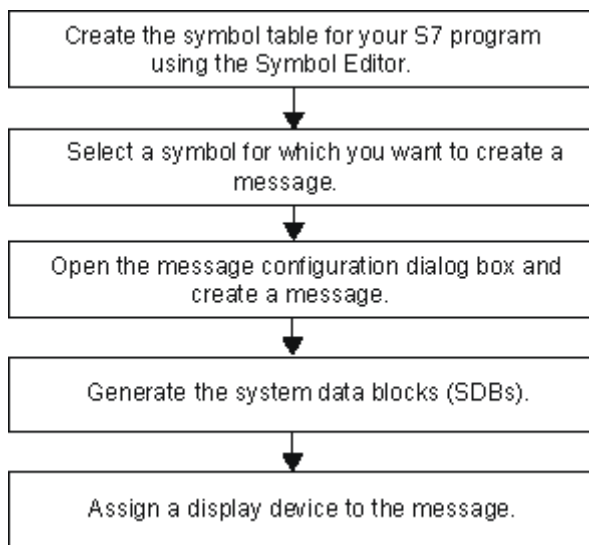 Create the symbol table for your S7 program
using the Symbol Editor.
Select a symbol for which you want to create a
message.
Open the message configuration dialog box and
create a message.
Generate the system data blocks (SDBs).
Assign a display device to the message.